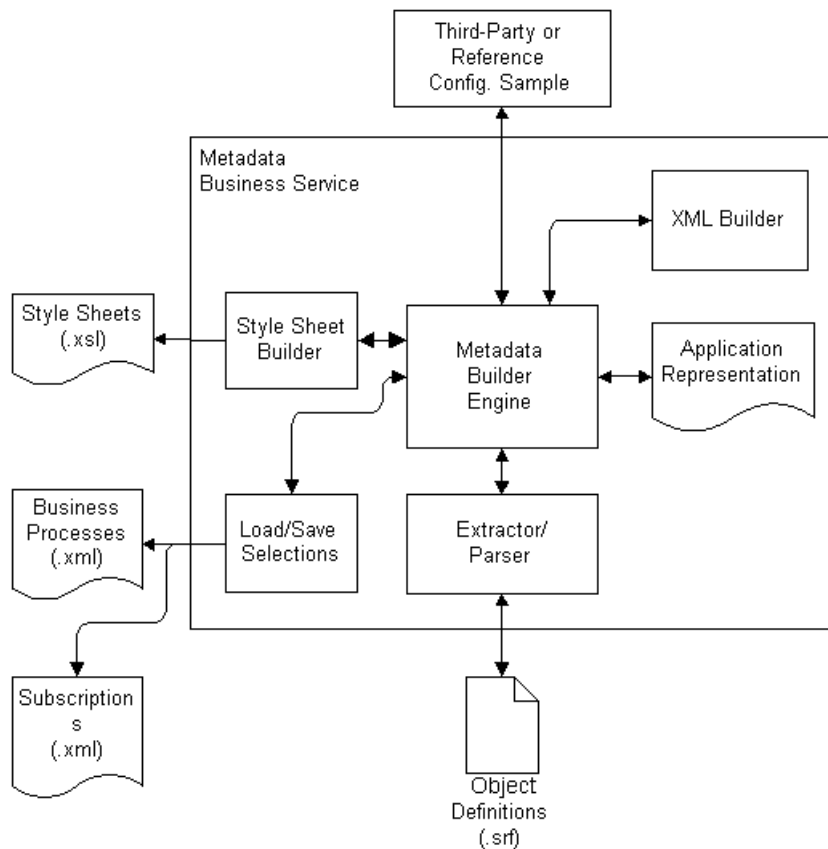 Third-Party or
Reference
Config. Sample
Metadata
Business Service
XML Builder
Style Sheets
(.xsl)
Style Sheet
Builder
Metadata
Builder
Engine
Application
Representation
Business
Processes
(.xml)
Load/Save
Selections
Extractor/
Parser
Subscription
s
(.xml)
Object
Definitions
(.srf)